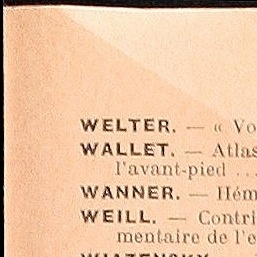 WELTER. — « Vo
WALLET. — Atlas
l'avant-pied ...
WANNER. — Hém
WEILL. — Contri
mentaire de l'e